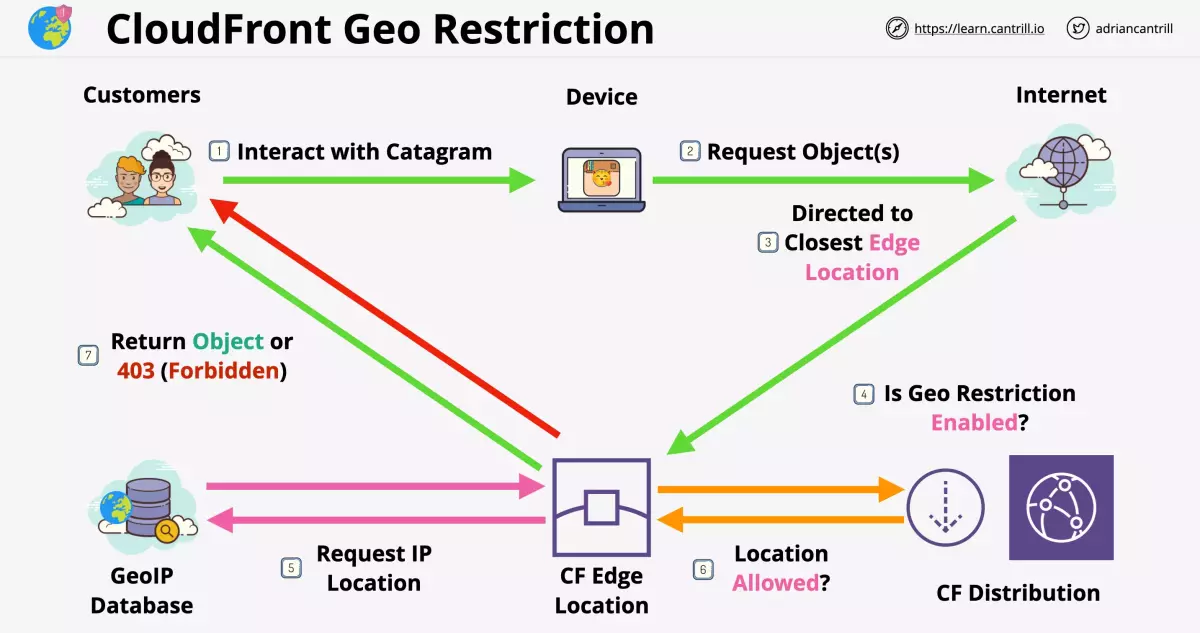 CloudFront Geo Restriction
https://learn.cantrill.io
adriancantrill
Customers
Device
Internet
1 Interact with Catagram
2 Request Object(s)
Directed to
3 Closest Edge
Location
7
Return Object or
403 (Forbidden)
4 Is Geo Restriction
Enabled?
GeoIP
Database
5
Request IP
Location
CF Edge
Location
6
Location
Allowed?
CF Distribution